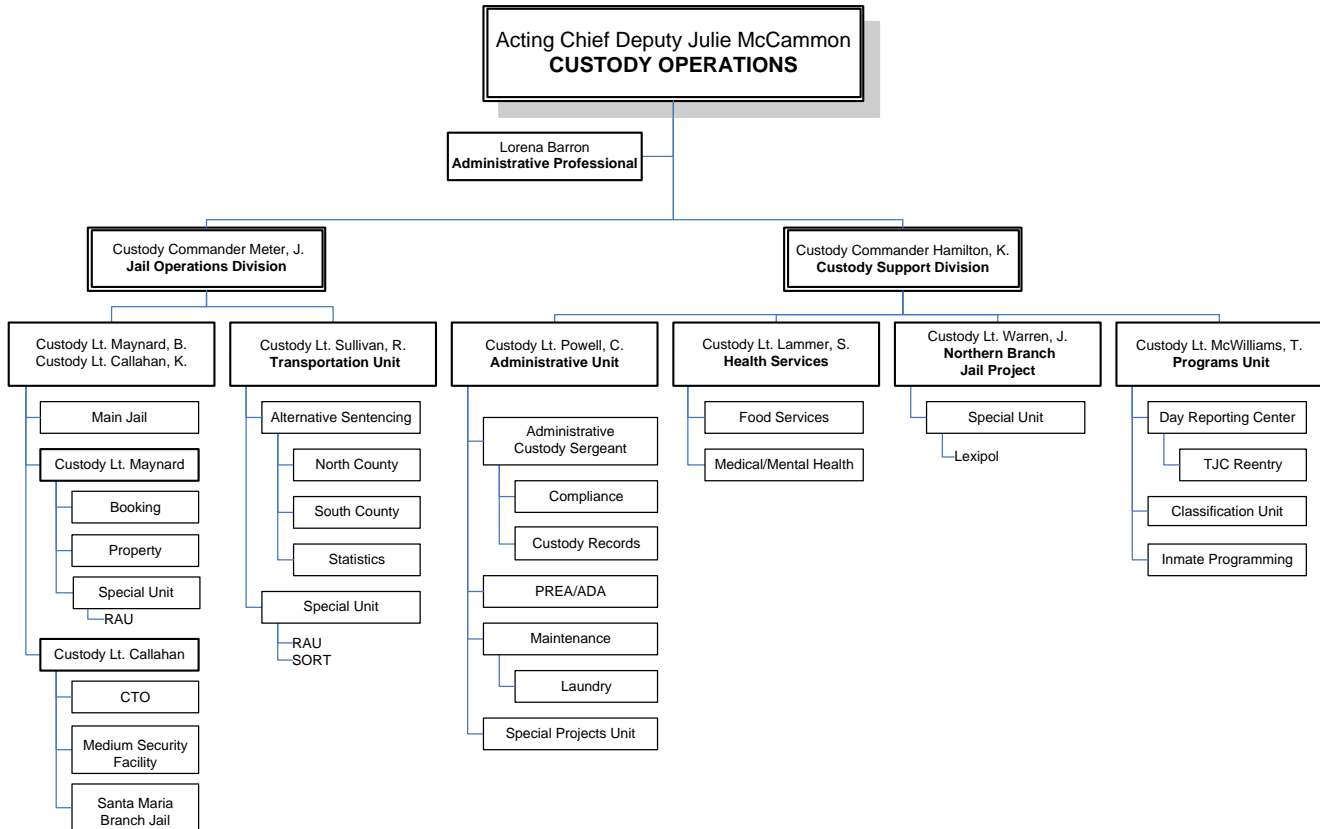 Acting Chief Deputy Julie McCammon
CUSTODY OPERATIONS
Lorena Barron
Administrative Professional
Custody Commander Meter, J.
Jail Operations Division
Custody Commander Hamilton, K.
Custody Support Division
Custody Lt. Maynard, B.
Custody Lt. Callahan, K.
Custody Lt. Sullivan, R.
Transportation Unit
Custody Lt. Powell, C.
Administrative Unit
Custody Lt. Lammer, S.
Health Services
Custody Lt. Warren, J.
Northern Branch
Jail Project
Custody Lt. McWilliams, T.
Programs Unit
Main Jail
Custody Lt. Maynard
Booking
Property
Special Unit
RAU
Custody Lt. Callahan
CTO
Medium Security
Facility
Santa Maria
Branch Jail
Alternative Sentencing
North County
South County
Statistics
Special Unit
RAU
SORT
Administrative
Custody Sergeant
Compliance
Custody Records
PREA/ADA
Maintenance
Laundry
Special Projects Unit
Food Services
Medical/Mental Health
Special Unit
Lexipol
Day Reporting Center
TJC Reentry
Classification Unit
Inmate Programming